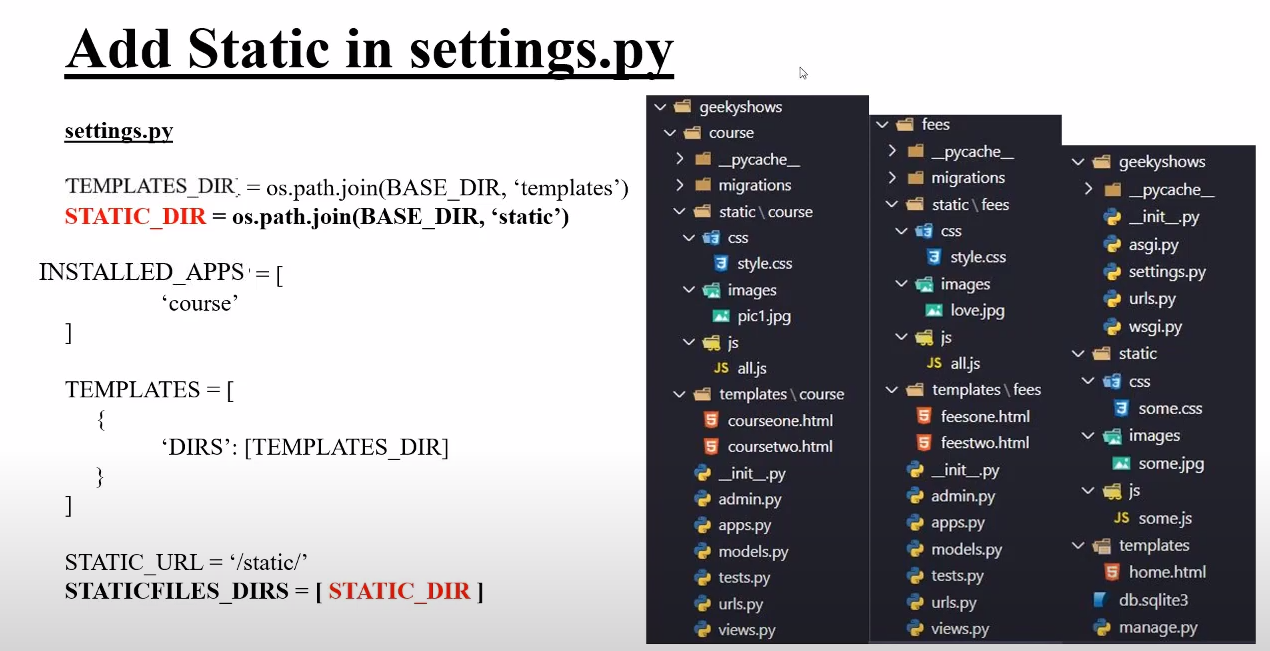 Add Static in settings.py
settings.py
TEMPLATES_DIR = os.path.join(BASE_DIR, ‘templates’)
STATIC_DIR = os.path.join(BASE_DIR, ‘static’)
INSTALLED_APPS = [
‘course’
]
TEMPLATES = [
{
‘DIRS’: [TEMPLATES_DIR]
}
]
STATIC_URL = ‘/static/’
STATICFILES_DIRS = [ STATIC_DIR ]
geekyshows
course
__pycache__
migrations
static\course
css
style.css
images
pic1.jpg
js
JS all.js
templates\course
courseone.html
coursetwo.html
__init__.py
admin.py
apps.py
models.py
tests.py
urls.py
views.py
fees
__pycache__
migrations
static\fees
css
style.css
images
love.jpg
js
JS all.js
templates\fees
feesone.html
feestwo.html
__init__.py
admin.py
apps.py
models.py
tests.py
urls.py
views.py
geekyshows
__pycache__
__init__.py
asgi.py
settings.py
urls.py
wsgi.py
static
css
some.css
images
some.jpg
js
JS some.js
templates
home.html
db.sqlite3
manage.py